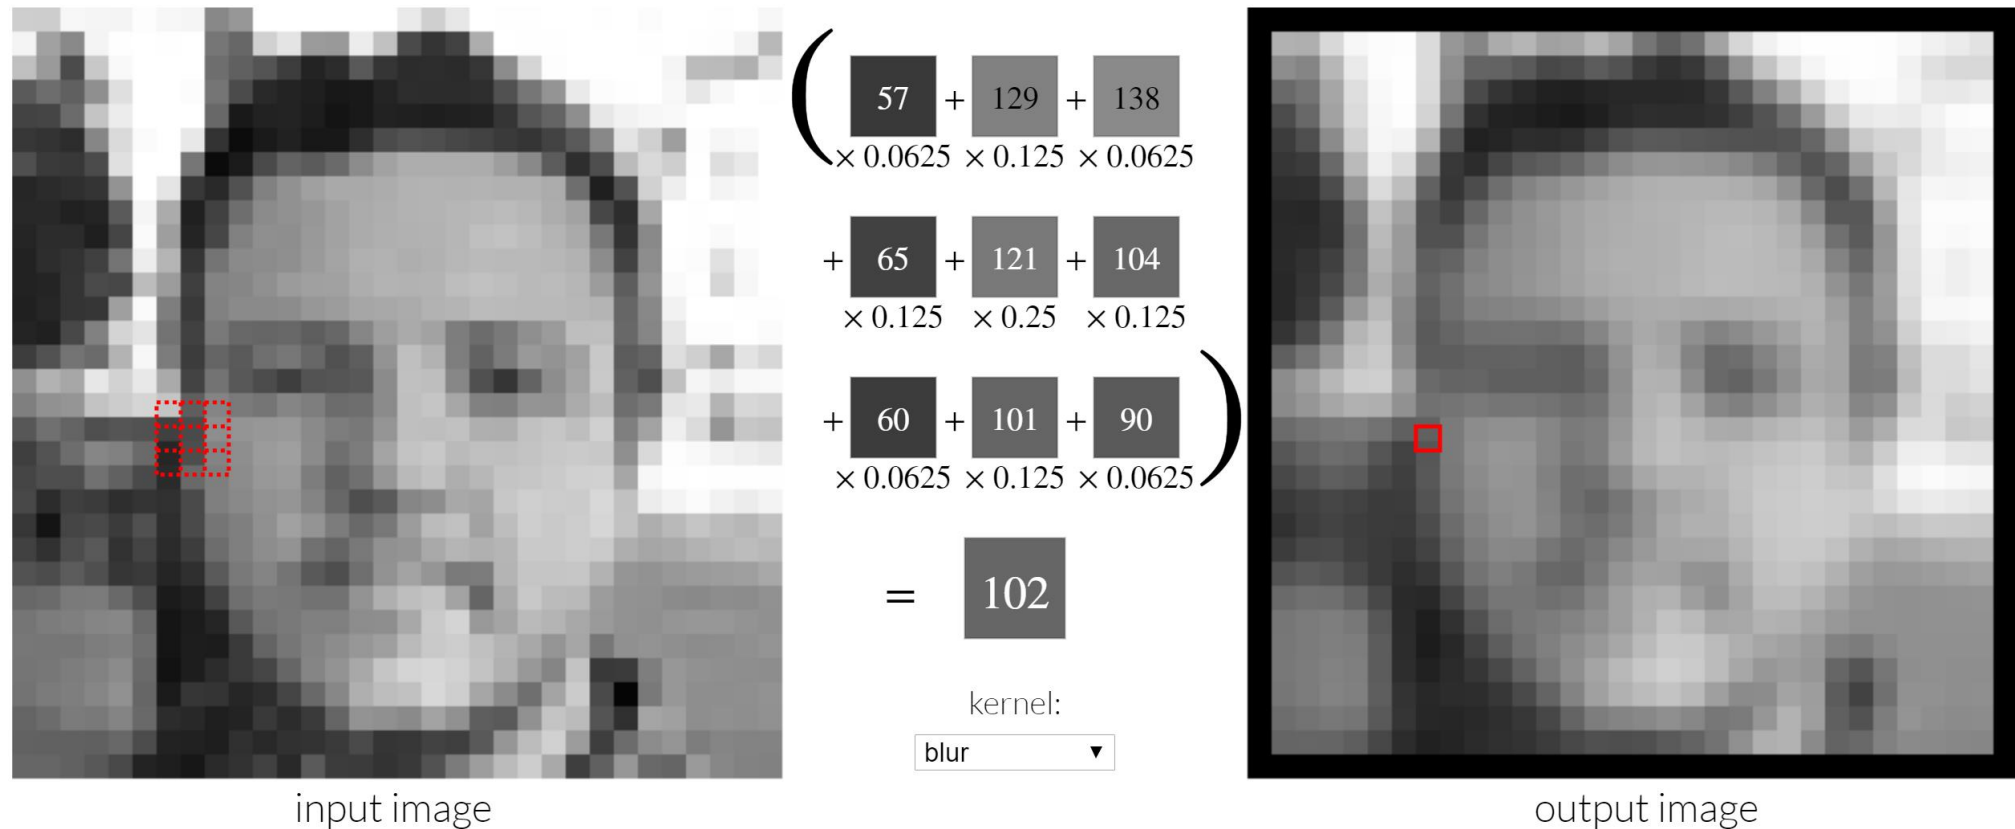 ( 57 + 129 + 138
× 0.0625 × 0.125 × 0.0625
+ 65 + 121 + 104
× 0.125 × 0.25 × 0.125
+ 60 + 101 + 90 )
× 0.0625 × 0.125 × 0.0625
= 102
kernel:
blur ▼
input image
output image